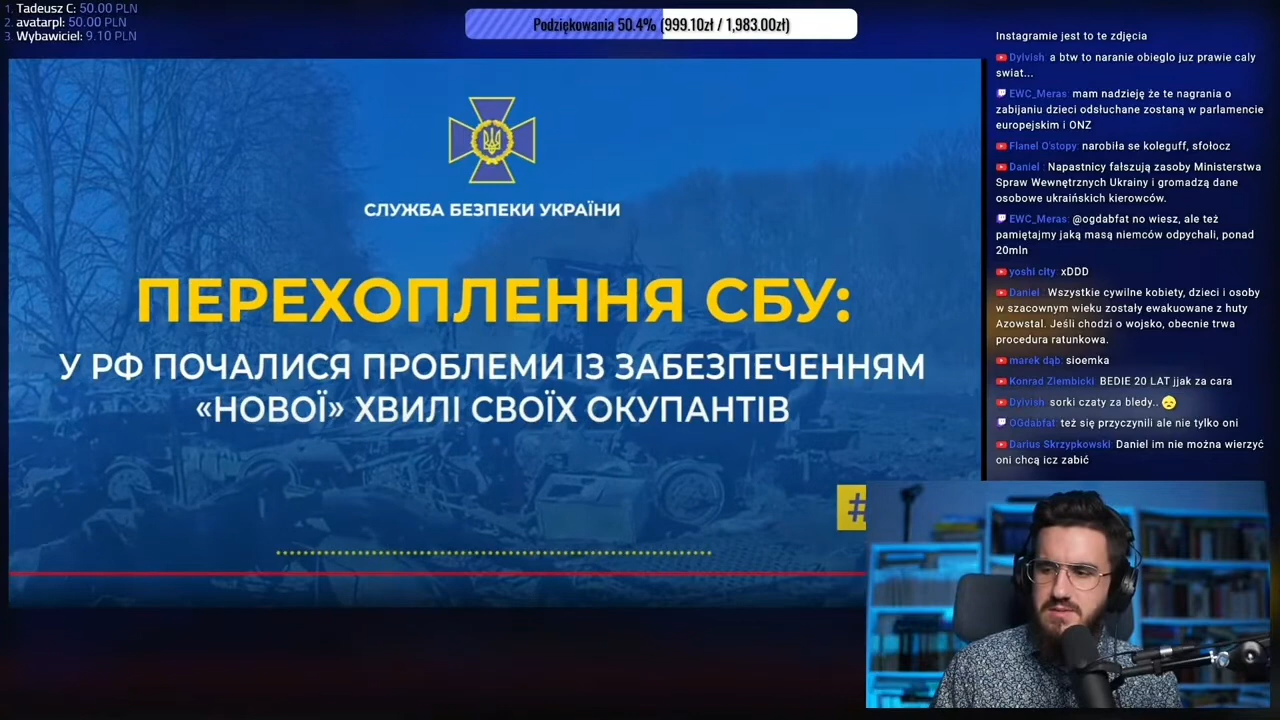 1. Tadeusz C: 50.00 PLN
2. avatarpl: 50.00 PLN
3. Wybawiciel: 9.10 PLN
Podziękowania 50.4% (999.10zł / 1,983.00zł)
СЛУЖБА БЕЗПЕКИ УКРАЇНИ
ПЕРЕХОПЛЕННЯ СБУ:
У РФ ПОЧАЛИСЯ ПРОБЛЕМИ ІЗ ЗАБЕЗПЕЧЕННЯМ
«НОВОЇ» ХВИЛІ СВОЇХ ОКУПАНТІВ
#
Instagramie jest to te zdjęcia
Dylvish a btw to naranie obieglo juz prawie caly
swiat...
EWC_Meras: mam nadzieję że te nagrania o
zabijaniu dzieci odsłuchane zostaną w parlamencie
europejskim i ONZ
Flanel O'stopy: narobiła se koleguff, sfołocz
Daniel : Napastnicy fałszują zasoby Ministerstwa
Spraw Wewnętrznych Ukrainy i gromadzą dane
osobowe ukraińskich kierowców.
EWC_Meras: @ogdabfat no wiesz, ale też
pamiętajmy jaką masą niemców odpychali, ponad
20mln
yoshi city: xDDD
Daniel : Wszystkie cywilne kobiety, dzieci i osoby
w szacownym wieku zostały ewakuowane z huty
Azowstal. Jeśli chodzi o wojsko, obecnie trwa
procedura ratunkowa.
marek dąb: sioemka
Konrad Ziembicki: BEDIE 20 LAT jjak za cara
Dylvish: sorki czaty za bledy.. 😞
OGdabfat: też się przyczynili ale nie tylko oni
Darius Skrzypkowski: Daniel im nie można wierzyć
oni chcą icz zabić